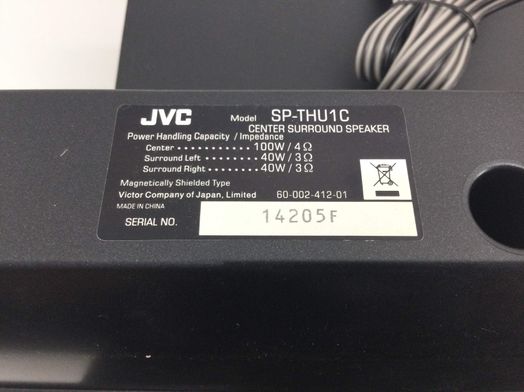 JVC Model SP-THU1C
CENTER SURROUND SPEAKER
Power Handling Capacity / Impedance
Center ··········· 100W / 4Ω
Surround Left ········ 40W / 3Ω
Surround Right ······· 40W / 3Ω
Magnetically Shielded Type
Victor Company of Japan, Limited 60-002-412-01
MADE IN CHINA
SERIAL NO. 14205F